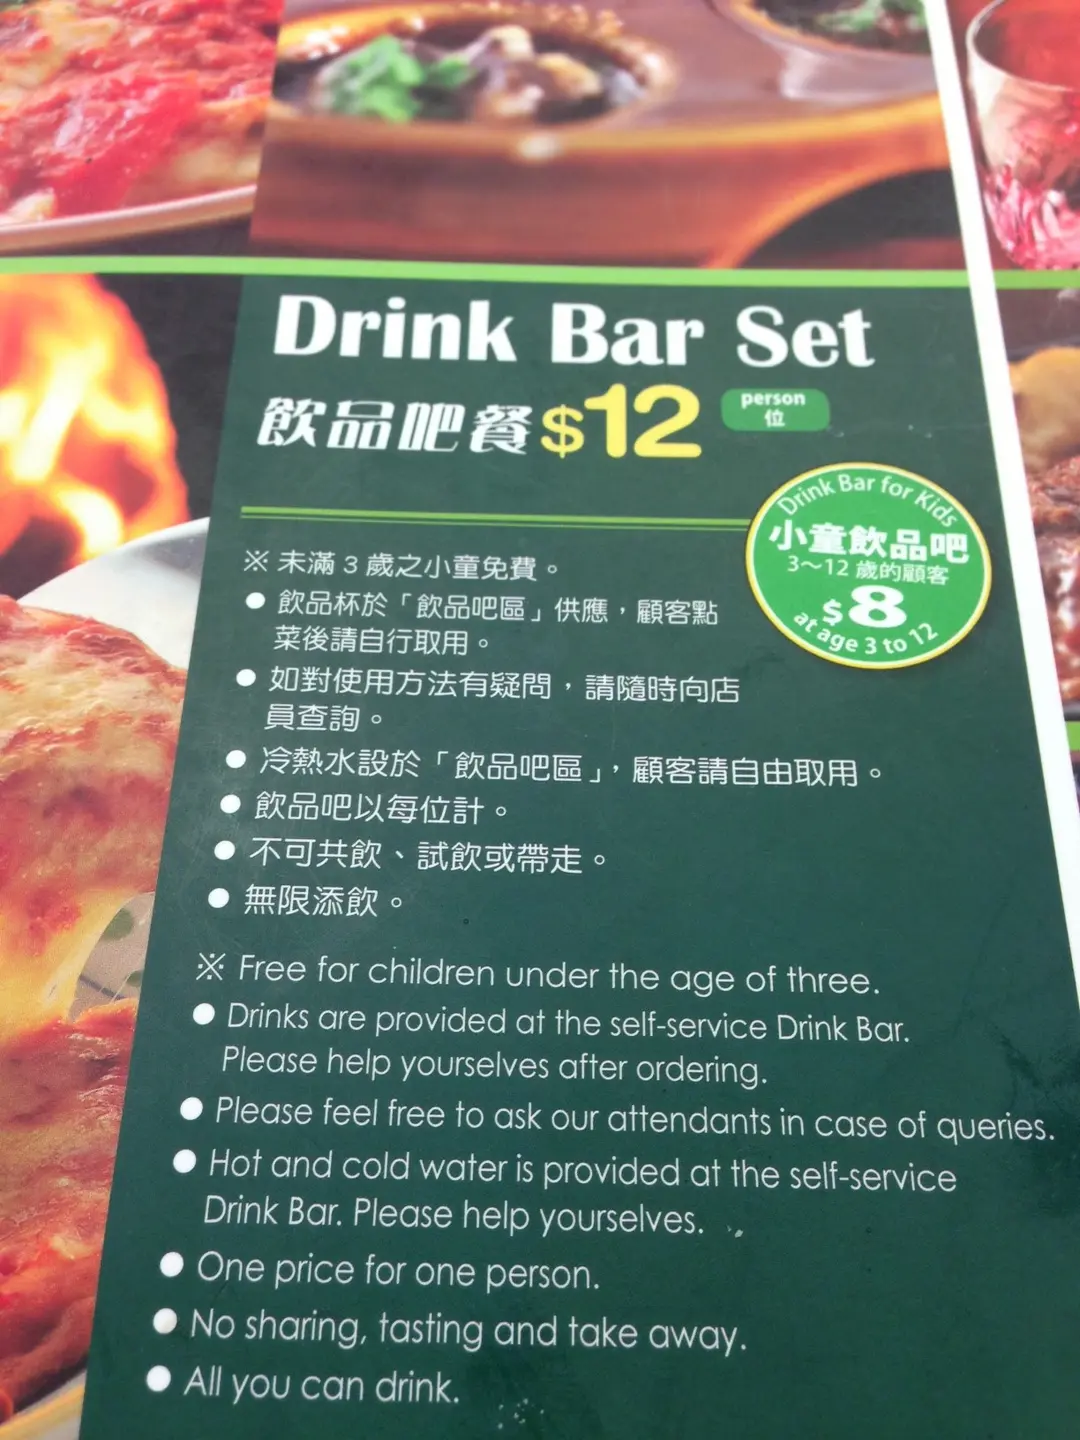 Drink Bar Set
飲品吧餐$12 person
位
Drink Bar for Kids
小童飲品吧
3～12 歲的顧客
$8
at age 3 to 12
※ 未滿 3 歲之小童免費。
● 飲品杯於「飲品吧區」供應，顧客點
菜後請自行取用。
● 如對使用方法有疑問，請隨時向店
員查詢。
● 冷熱水設於「飲品吧區」，顧客請自由取用。
● 飲品吧以每位計。
● 不可共飲、試飲或帶走。
● 無限添飲。
※ Free for children under the age of three.
● Drinks are provided at the self-service Drink Bar.
Please help yourselves after ordering.
● Please feel free to ask our attendants in case of queries.
● Hot and cold water is provided at the self-service
Drink Bar. Please help yourselves.
● One price for one person.
● No sharing, tasting and take away.
● All you can drink.